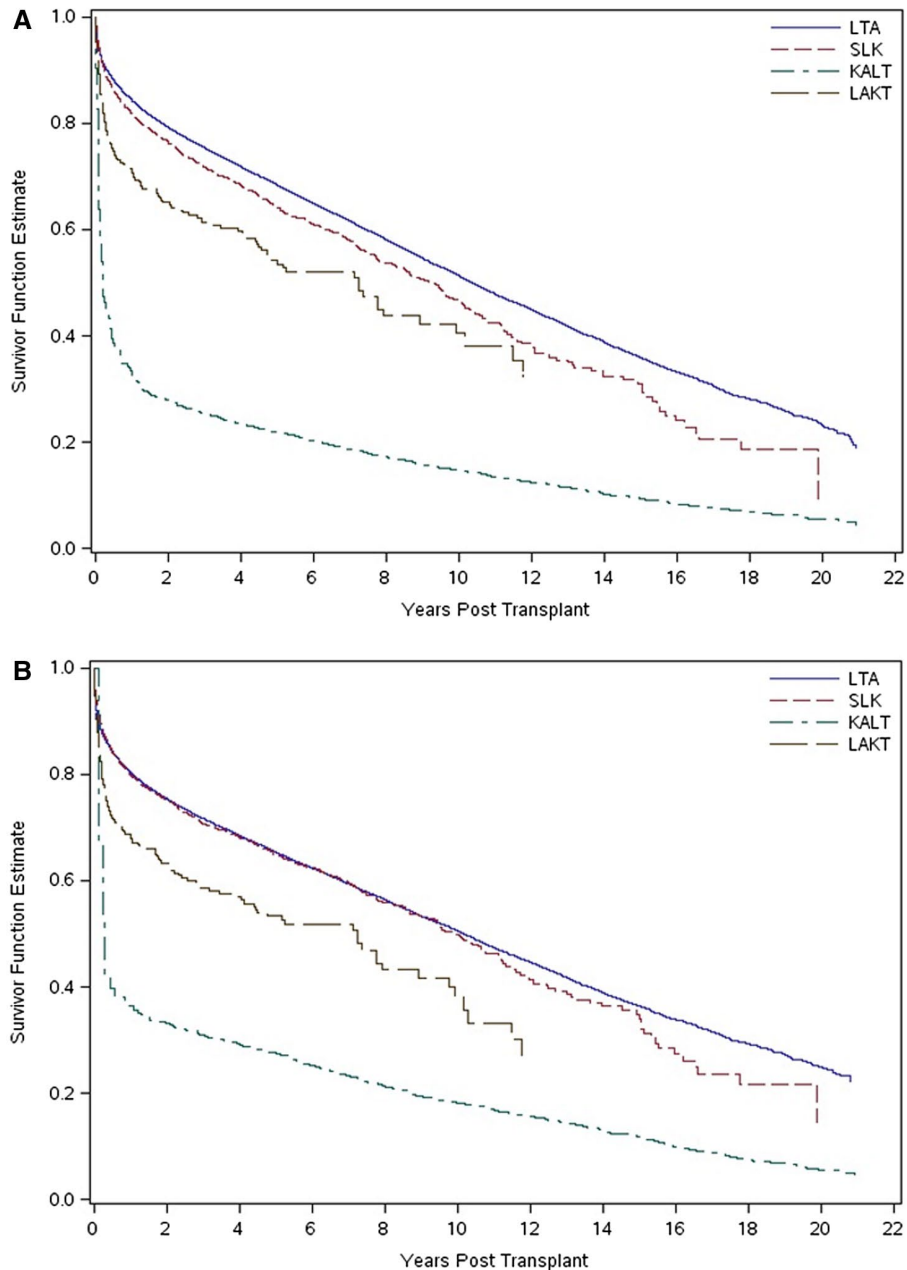 A
Survivor Function Estimate
1.0
0.8
0.6
0.4
0.2
0.0
LTA
SLK
KALT
LAKT
0 2 4 6 8 10 12 14 16 18 20 22
Years Post Transplant
B
Survivor Function Estimate
1.0
0.8
0.6
0.4
0.2
0.0
LTA
SLK
KALT
LAKT
0 2 4 6 8 10 12 14 16 18 20 22
Years Post Transplant